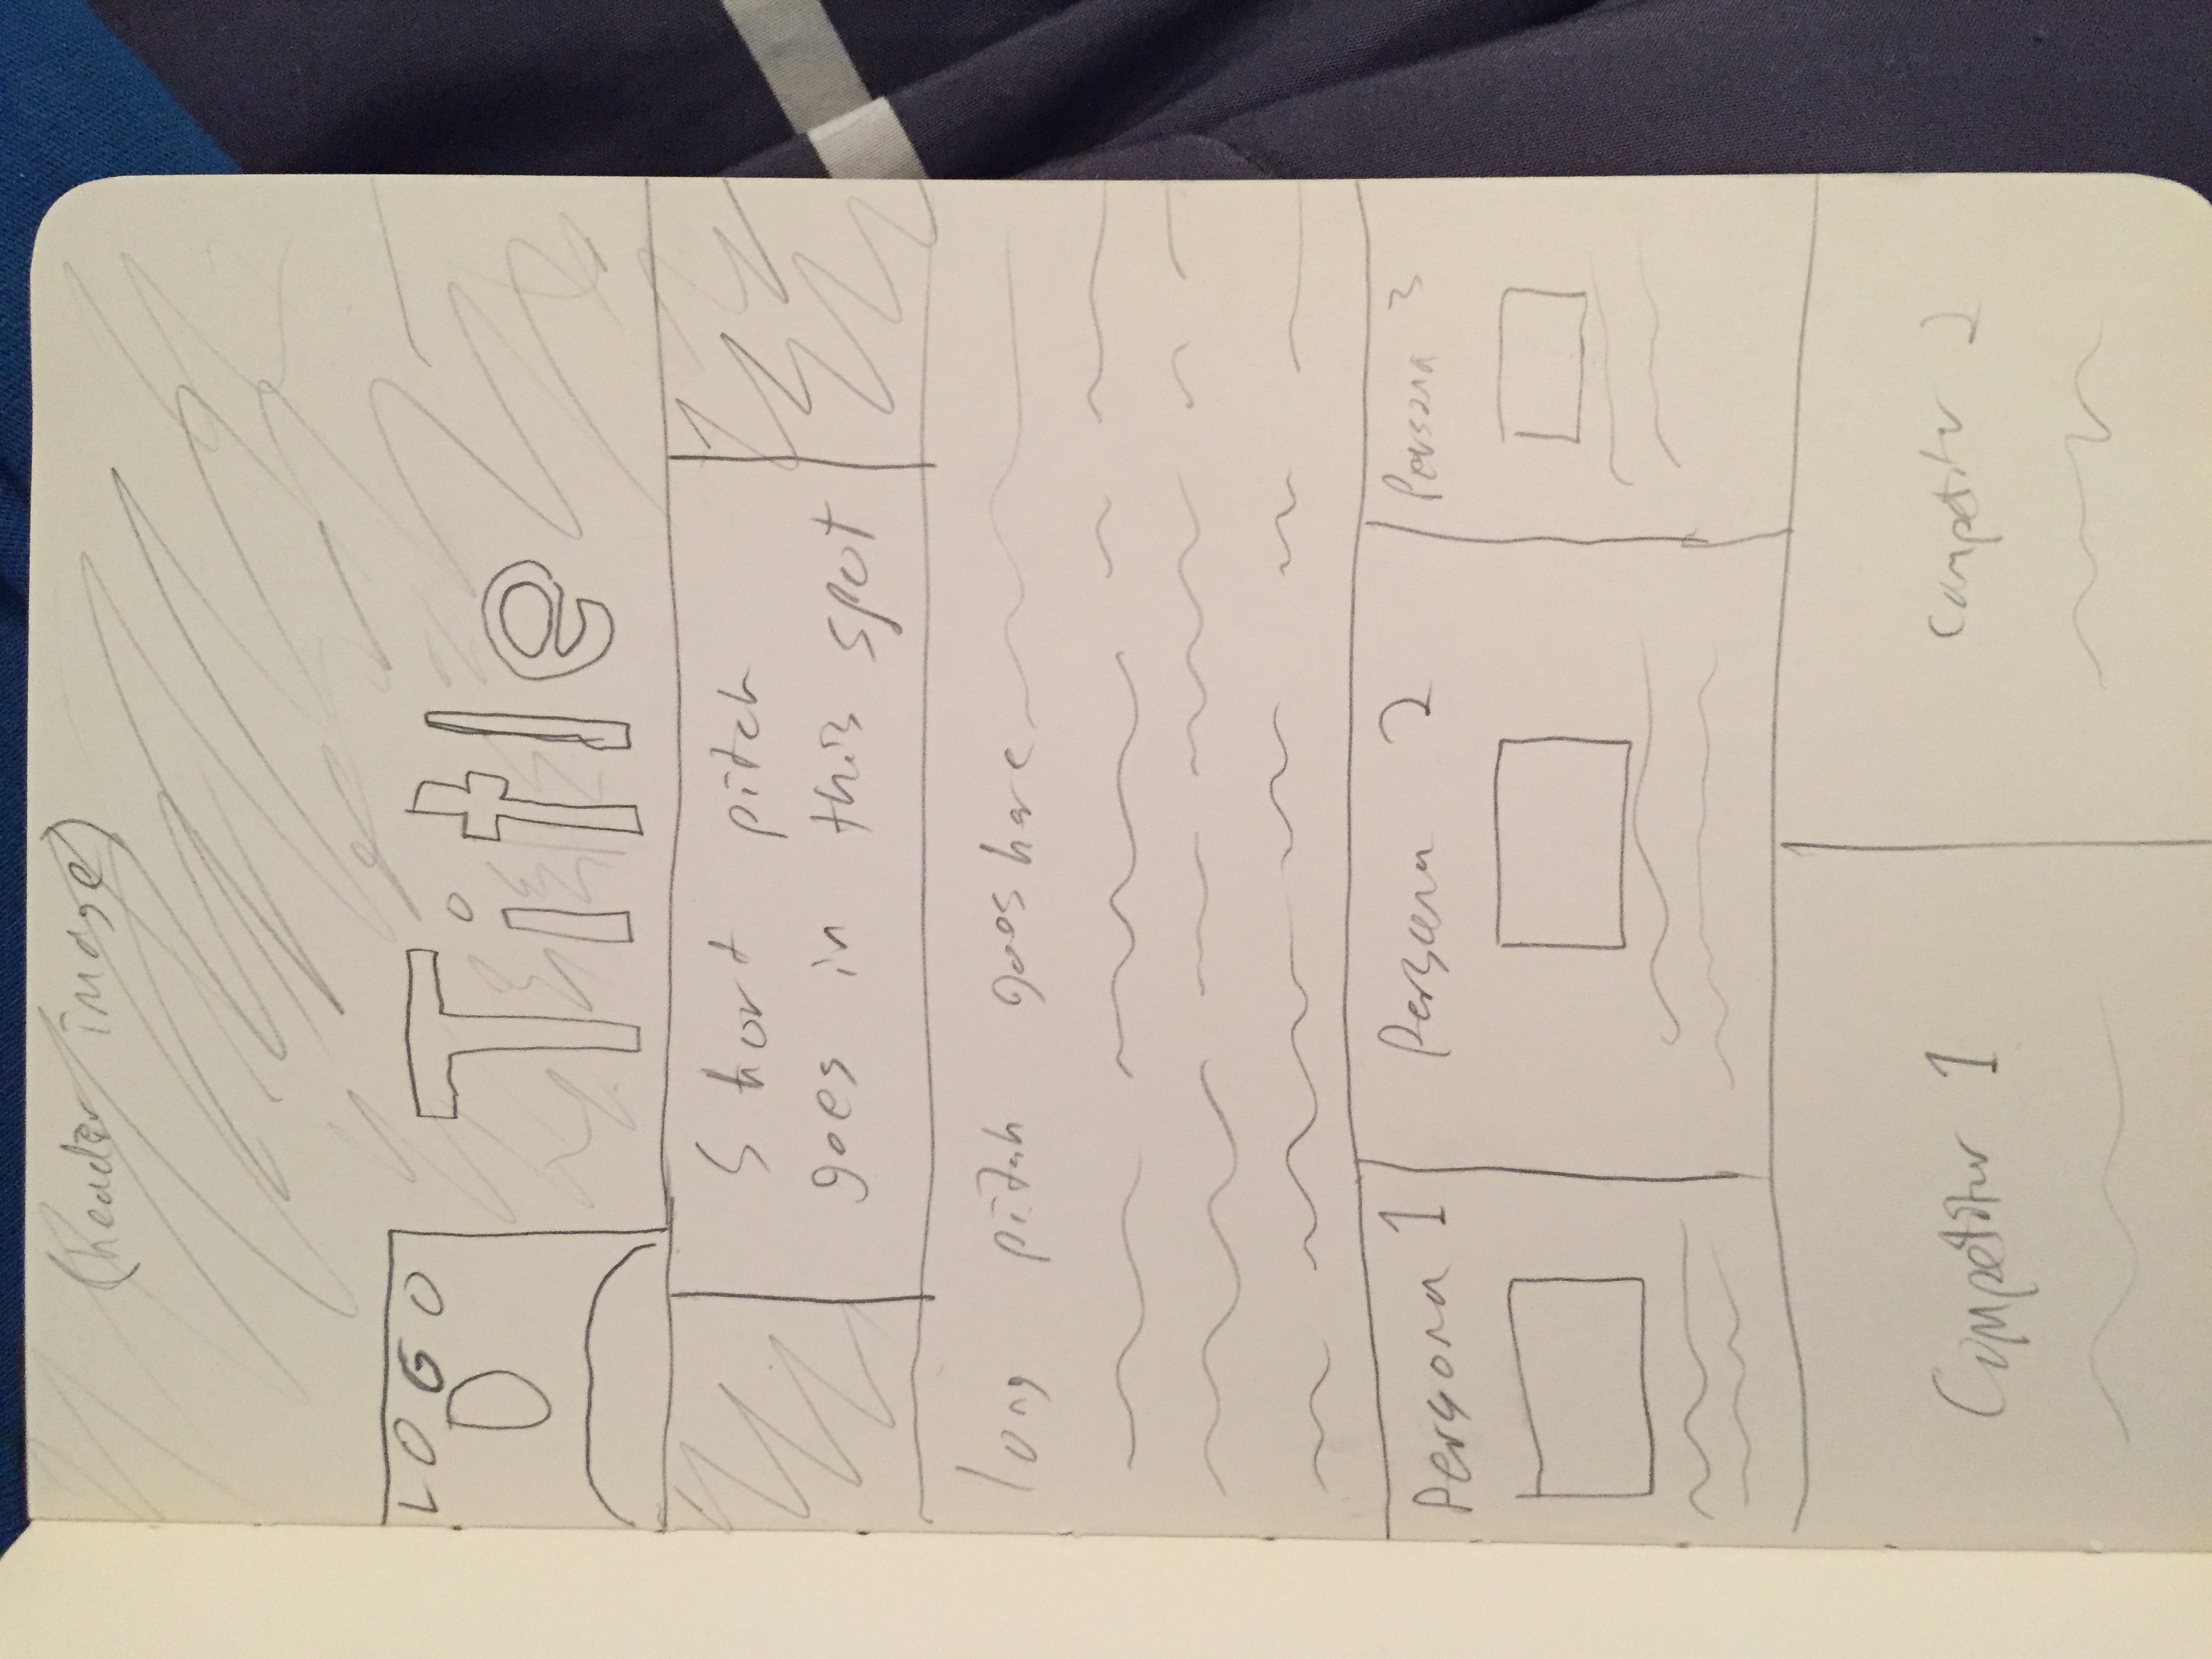 (header image)
LOGO
Title
Short pitch
goes in this spot
long pitch goes here
Persona 1
Persona 2
Persona 3
Competitor 1
Competitor 2